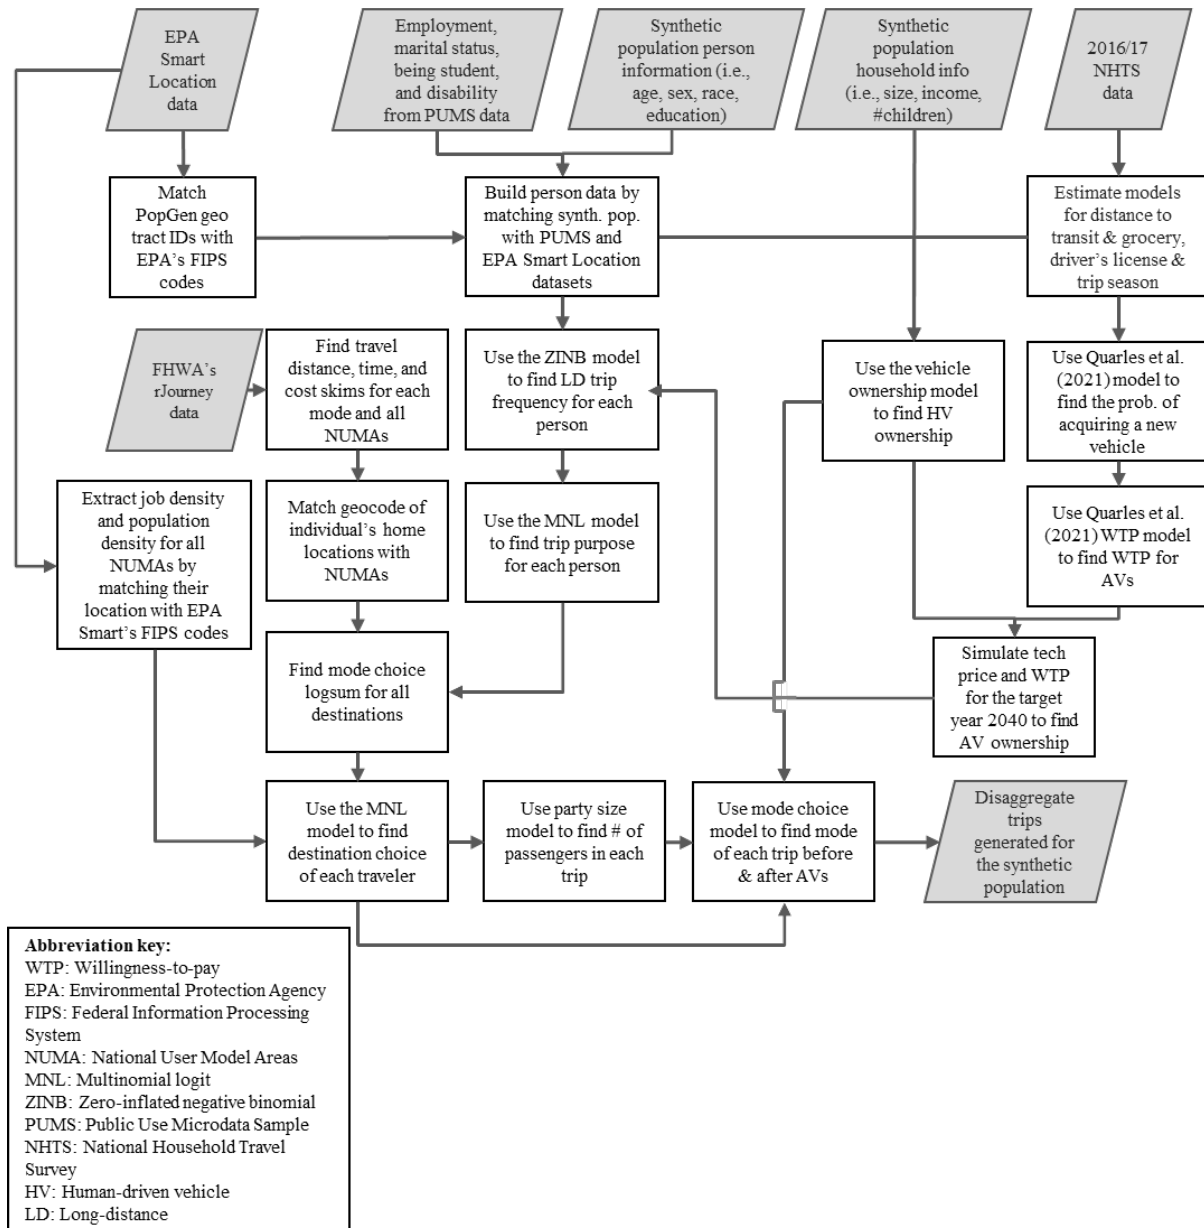 EPA
Smart
Location
data
Employment,
marital status,
being student,
and disability
from PUMS data
Synthetic
population person
information (i.e.,
age, sex, race,
education)
Synthetic
population
household info
(i.e., size, income,
#children)
2016/17
NHTS
data
Match
PopGen geo
tract IDs with
EPA's FIPS
codes
Build person data by
matching synth. pop.
with PUMS and
EPA Smart Location
datasets
Estimate models
for distance to
transit & grocery,
driver's license &
trip season
FHWA's
rJourney
data
Find travel
distance, time, and
cost skims for each
mode and all
NUMAs
Use the ZINB model
to find LD trip
frequency for each
person
Use the vehicle
ownership model
to find HV
ownership
Use Quarles et al.
(2021) model to
find the prob. of
acquiring a new
vehicle
Extract job density
and population
density for all
NUMAs by
matching their
location with EPA
Smart's FIPS codes
Match geocode of
individual's home
locations with
NUMAs
Use the MNL model
to find trip purpose
for each person
Use Quarles et al.
(2021) WTP model
to find WTP for
AVs
Find mode choice
logsum for all
destinations
Simulate tech
price and WTP
for the target
year 2040 to find
AV ownership
Use the MNL
model to find
destination choice
of each traveler
Use party size
model to find # of
passengers in each
trip
Use mode choice
model to find mode
of each trip before
& after AVs
Disaggregate
trips
generated for
the synthetic
population
Abbreviation key:
WTP: Willingness-to-pay
EPA: Environmental Protection Agency
FIPS: Federal Information Processing
System
NUMA: National User Model Areas
MNL: Multinomial logit
ZINB: Zero-inflated negative binomial
PUMS: Public Use Microdata Sample
NHTS: National Household Travel
Survey
HV: Human-driven vehicle
LD: Long-distance